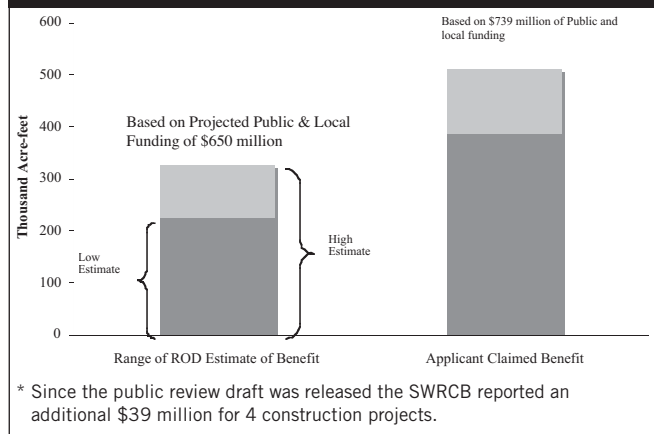 600
Based on $739 million of Public and
local funding
500
400
Based on Projected Public & Local
Funding of $650 million
300
200
100
0
Thousand Acre-feet
Low
Estimate
High
Estimate
Range of ROD Estimate of Benefit
Applicant Claimed Benefit
* Since the public review draft was released the SWRCB reported an
additional $39 million for 4 construction projects.